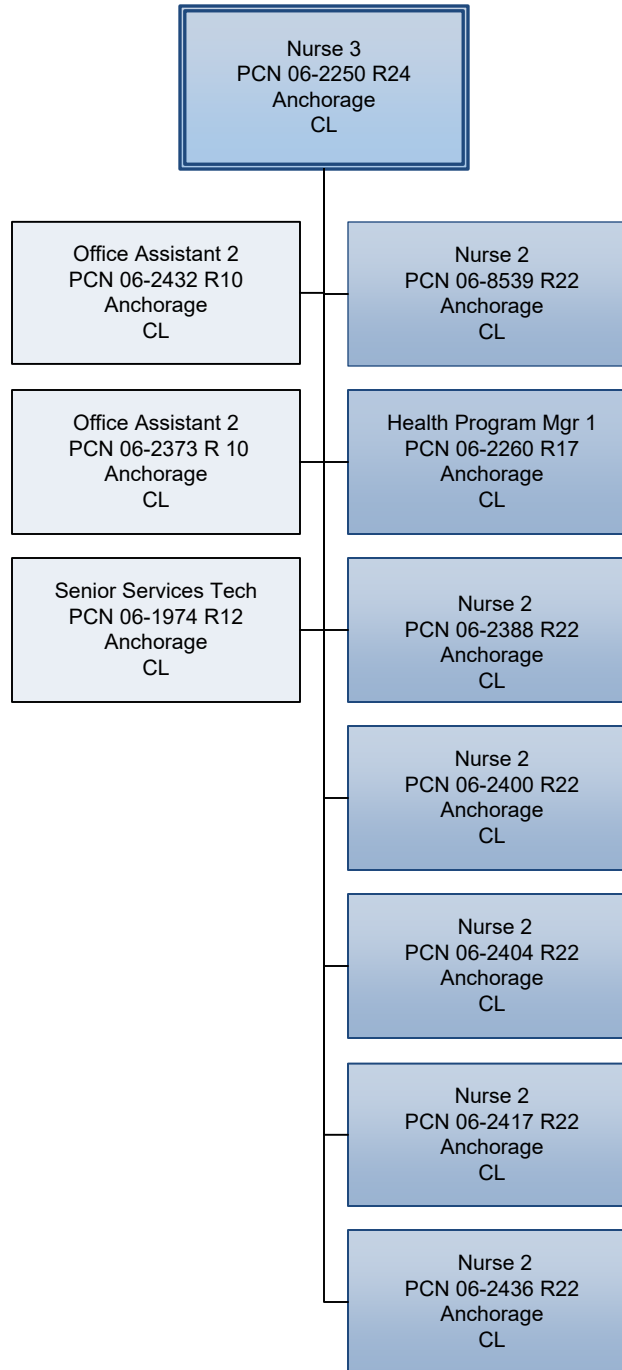 Nurse 3
PCN 06-2250 R24
Anchorage
CL
Office Assistant 2
PCN 06-2432 R10
Anchorage
CL
Nurse 2
PCN 06-8539 R22
Anchorage
CL
Office Assistant 2
PCN 06-2373 R 10
Anchorage
CL
Health Program Mgr 1
PCN 06-2260 R17
Anchorage
CL
Senior Services Tech
PCN 06-1974 R12
Anchorage
CL
Nurse 2
PCN 06-2388 R22
Anchorage
CL
Nurse 2
PCN 06-2400 R22
Anchorage
CL
Nurse 2
PCN 06-2404 R22
Anchorage
CL
Nurse 2
PCN 06-2417 R22
Anchorage
CL
Nurse 2
PCN 06-2436 R22
Anchorage
CL